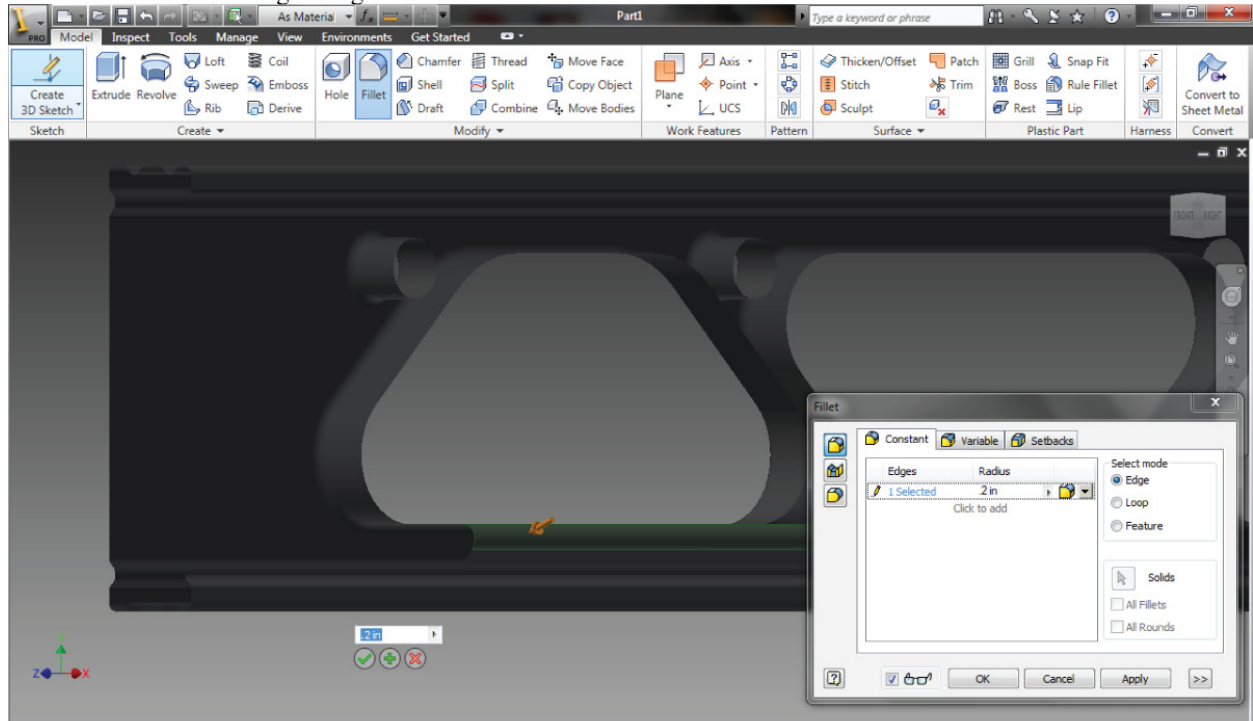 As Material
Part1
Type a keyword or phrase
PRO
Model Inspect Tools Manage View Environments Get Started
Create 3D Sketch
Extrude Revolve
Loft Coil
Sweep Emboss
Rib Derive
Hole Fillet
Chamfer Thread Move Face
Shell Split Copy Object
Draft Combine Move Bodies
Plane
Axis
Point
UCS
Thicken/Offset Patch
Stitch Trim
Sculpt
Grill Snap Fit
Boss Rule Fillet
Rest Lip
Convert to Sheet Metal
Sketch Create Modify Work Features Pattern Surface Plastic Part Harness Convert
FRONT RIGHT
Fillet
Constant Variable Setbacks
Edges Radius
1 Selected .2 in
Click to add
Select mode
Edge
Loop
Feature
Solids
All Fillets
All Rounds
OK Cancel Apply >>
.2 in
Z X